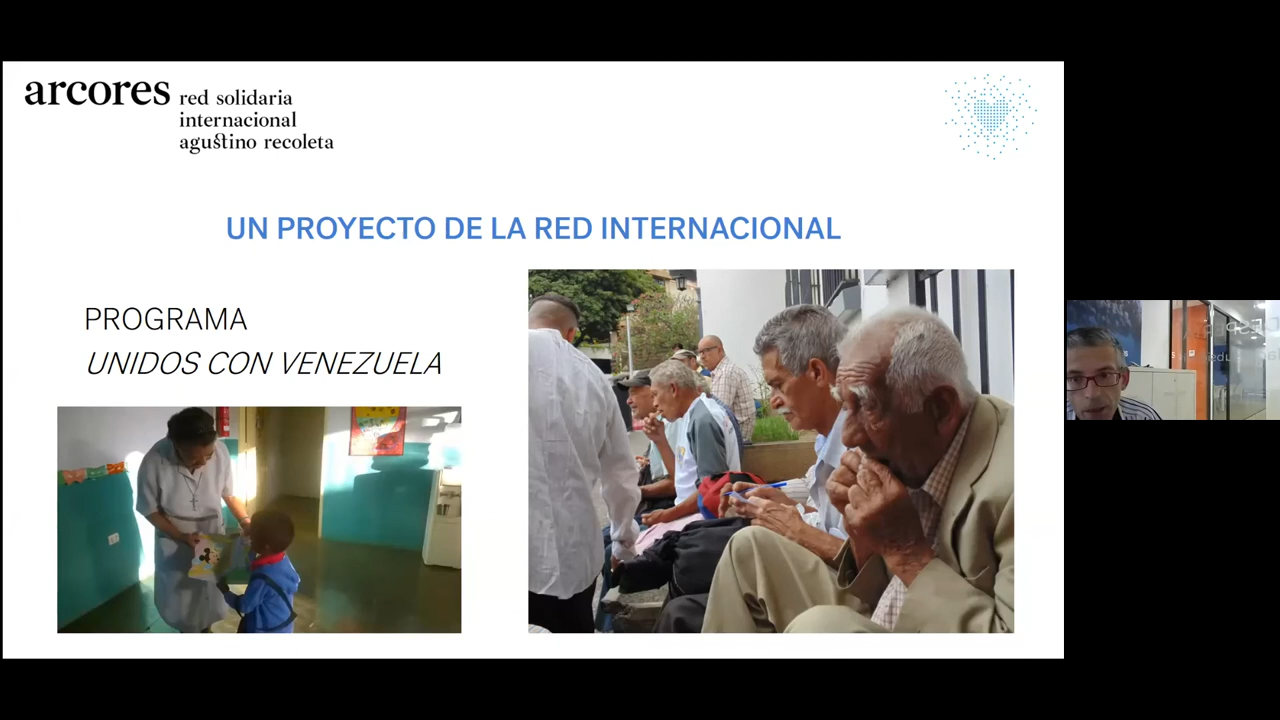 arcores
red solidaria
internacional
agustino recoleta
UN PROYECTO DE LA RED INTERNACIONAL
PROGRAMA
UNIDOS CON VENEZUELA